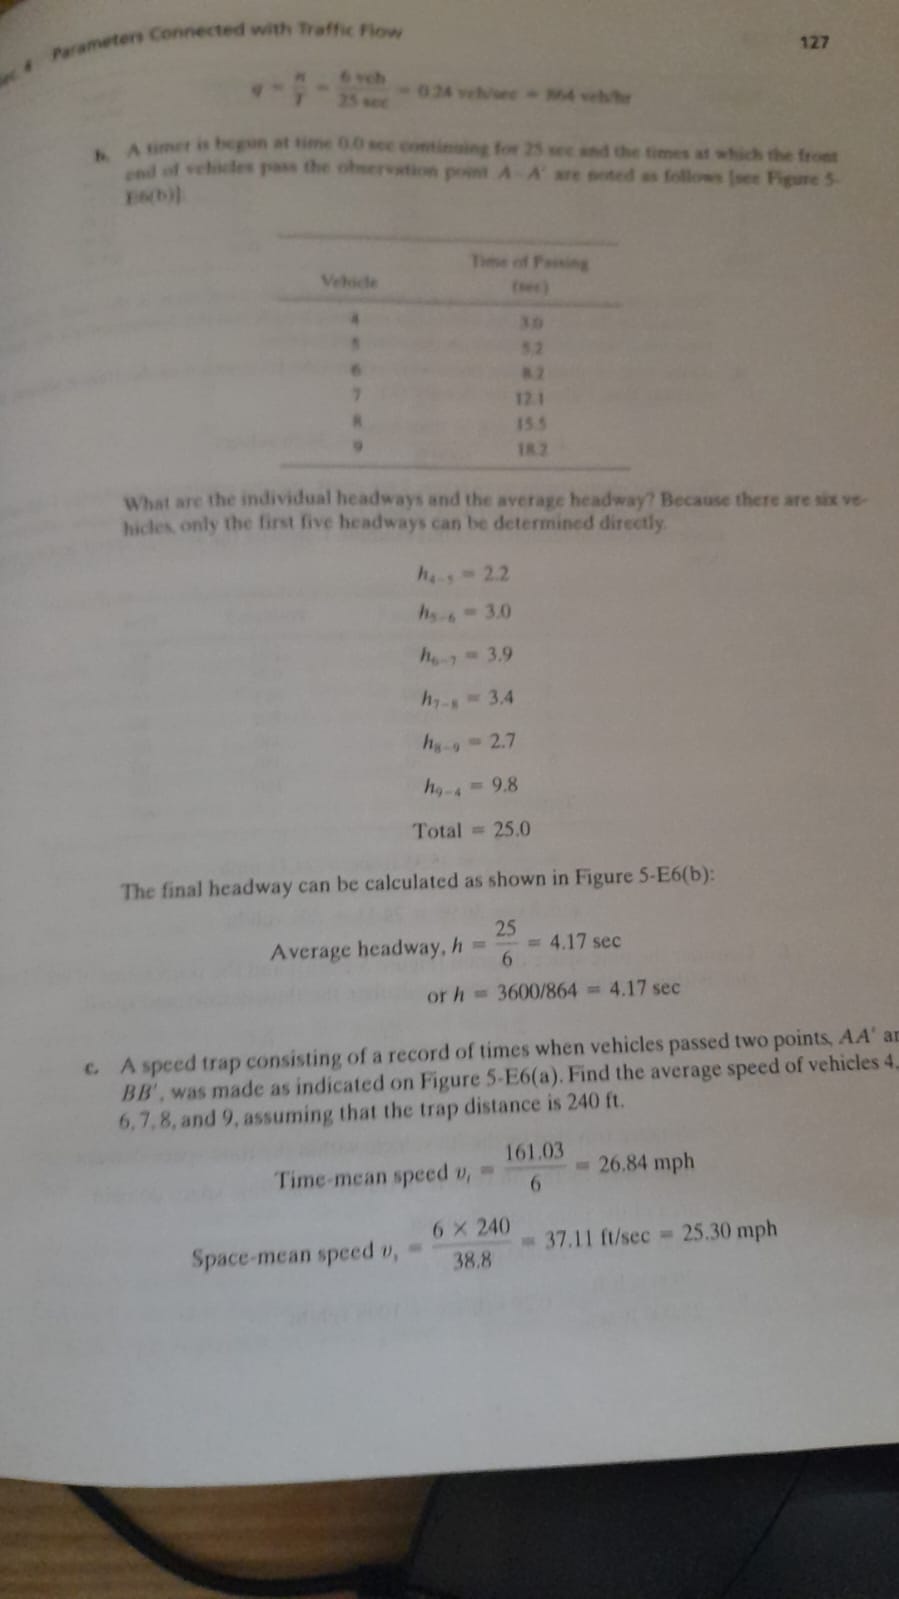 Sec. 4 Parameters Connected with Traffic Flow 127
q = n/T = 6 veh/25 sec = 0.24 veh/sec = 864 veh/hr
b. A timer is begun at time 0.0 sec continuing for 25 sec and the times at which the front
end of vehicles pass the observation point A–A′ are noted as follows [see Figure 5-
E6(b)].
Time of Passing
Vehicle (sec)
4 3.0
5 5.2
6 8.2
7 12.1
8 15.5
9 18.2
What are the individual headways and the average headway? Because there are six ve-
hicles, only the first five headways can be determined directly.
h4–5 = 2.2
h5–6 = 3.0
h6–7 = 3.9
h7–8 = 3.4
h8–9 = 2.7
h9–4 = 9.8
Total = 25.0
The final headway can be calculated as shown in Figure 5-E6(b):
Average headway, h = 25/6 = 4.17 sec
or h = 3600/864 = 4.17 sec
c. A speed trap consisting of a record of times when vehicles passed two points, AA′ an
BB′, was made as indicated on Figure 5-E6(a). Find the average speed of vehicles 4,
6, 7, 8, and 9, assuming that the trap distance is 240 ft.
Time-mean speed vt = 161.03/6 = 26.84 mph
Space-mean speed vs = 6 × 240/38.8 = 37.11 ft/sec = 25.30 mph